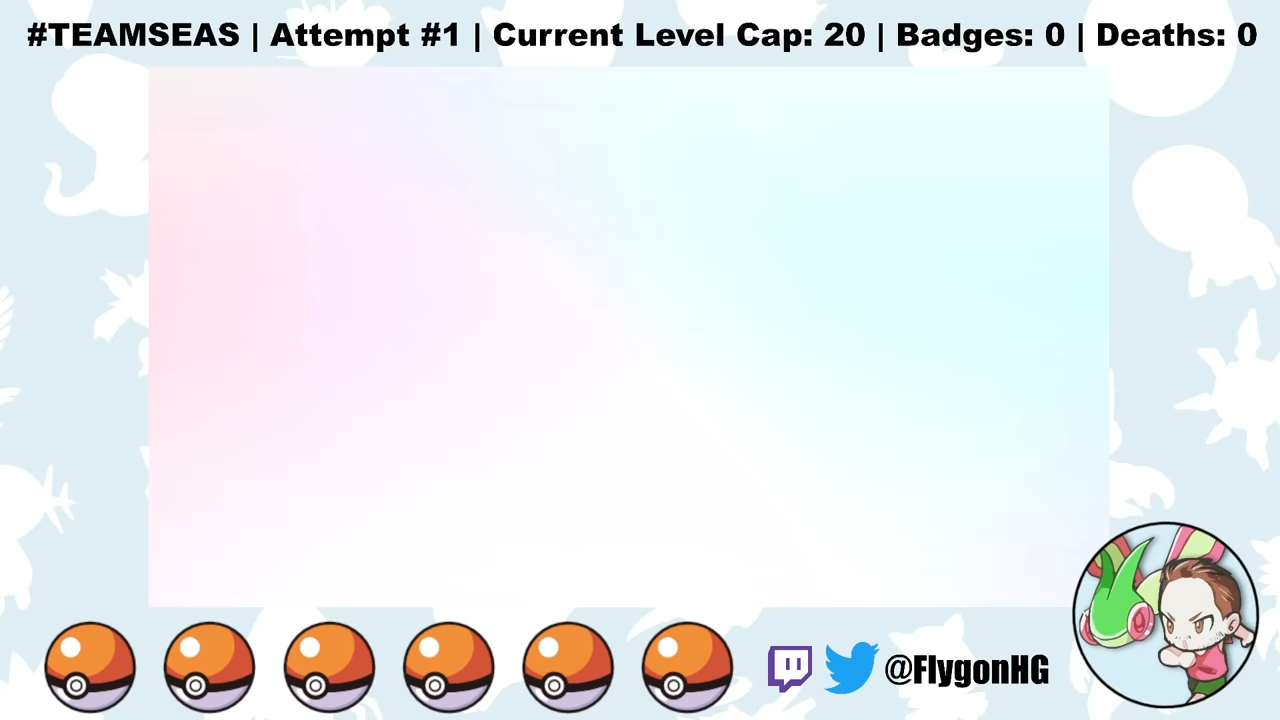 #TEAMSEAS | Attempt #1 | Current Level Cap: 20 | Badges: 0 | Deaths: 0
@FlygonHG